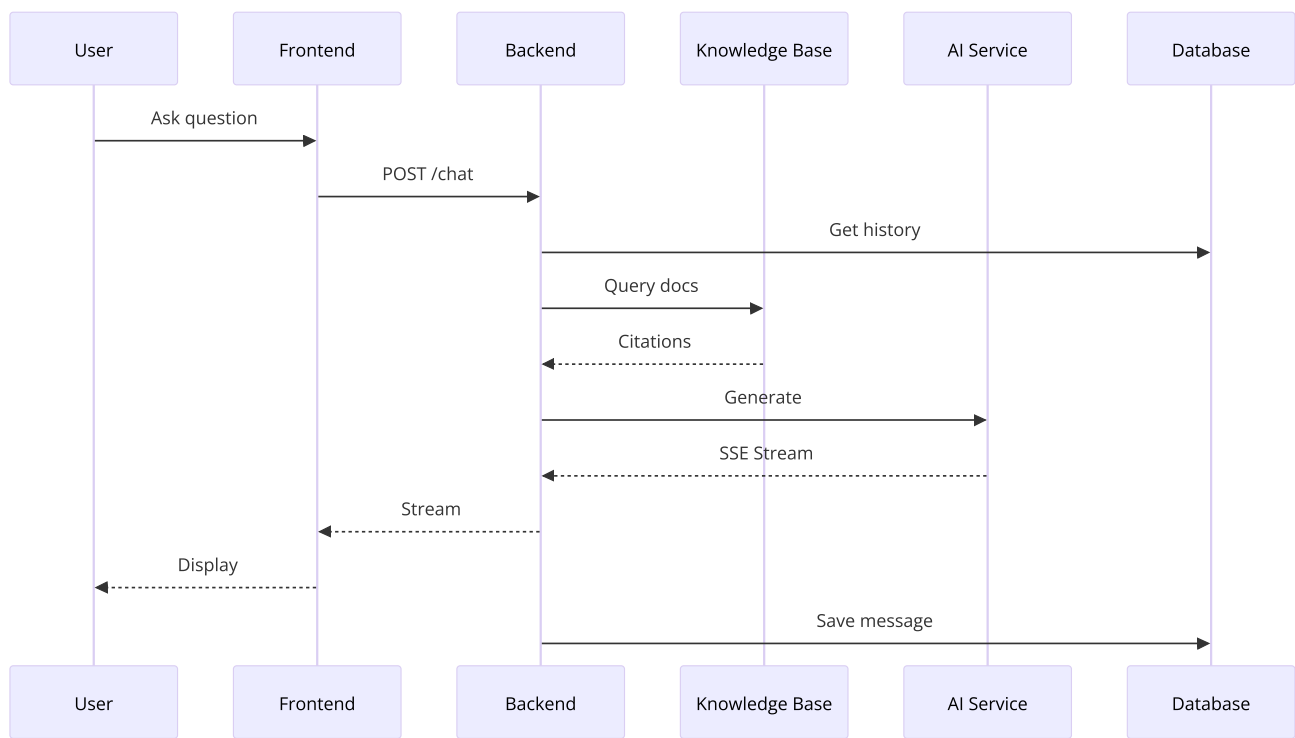 User
Frontend
Backend
Knowledge Base
AI Service
Database
Ask question
POST /chat
Get history
Query docs
Citations
Generate
SSE Stream
Stream
Display
Save message
User
Frontend
Backend
Knowledge Base
AI Service
Database